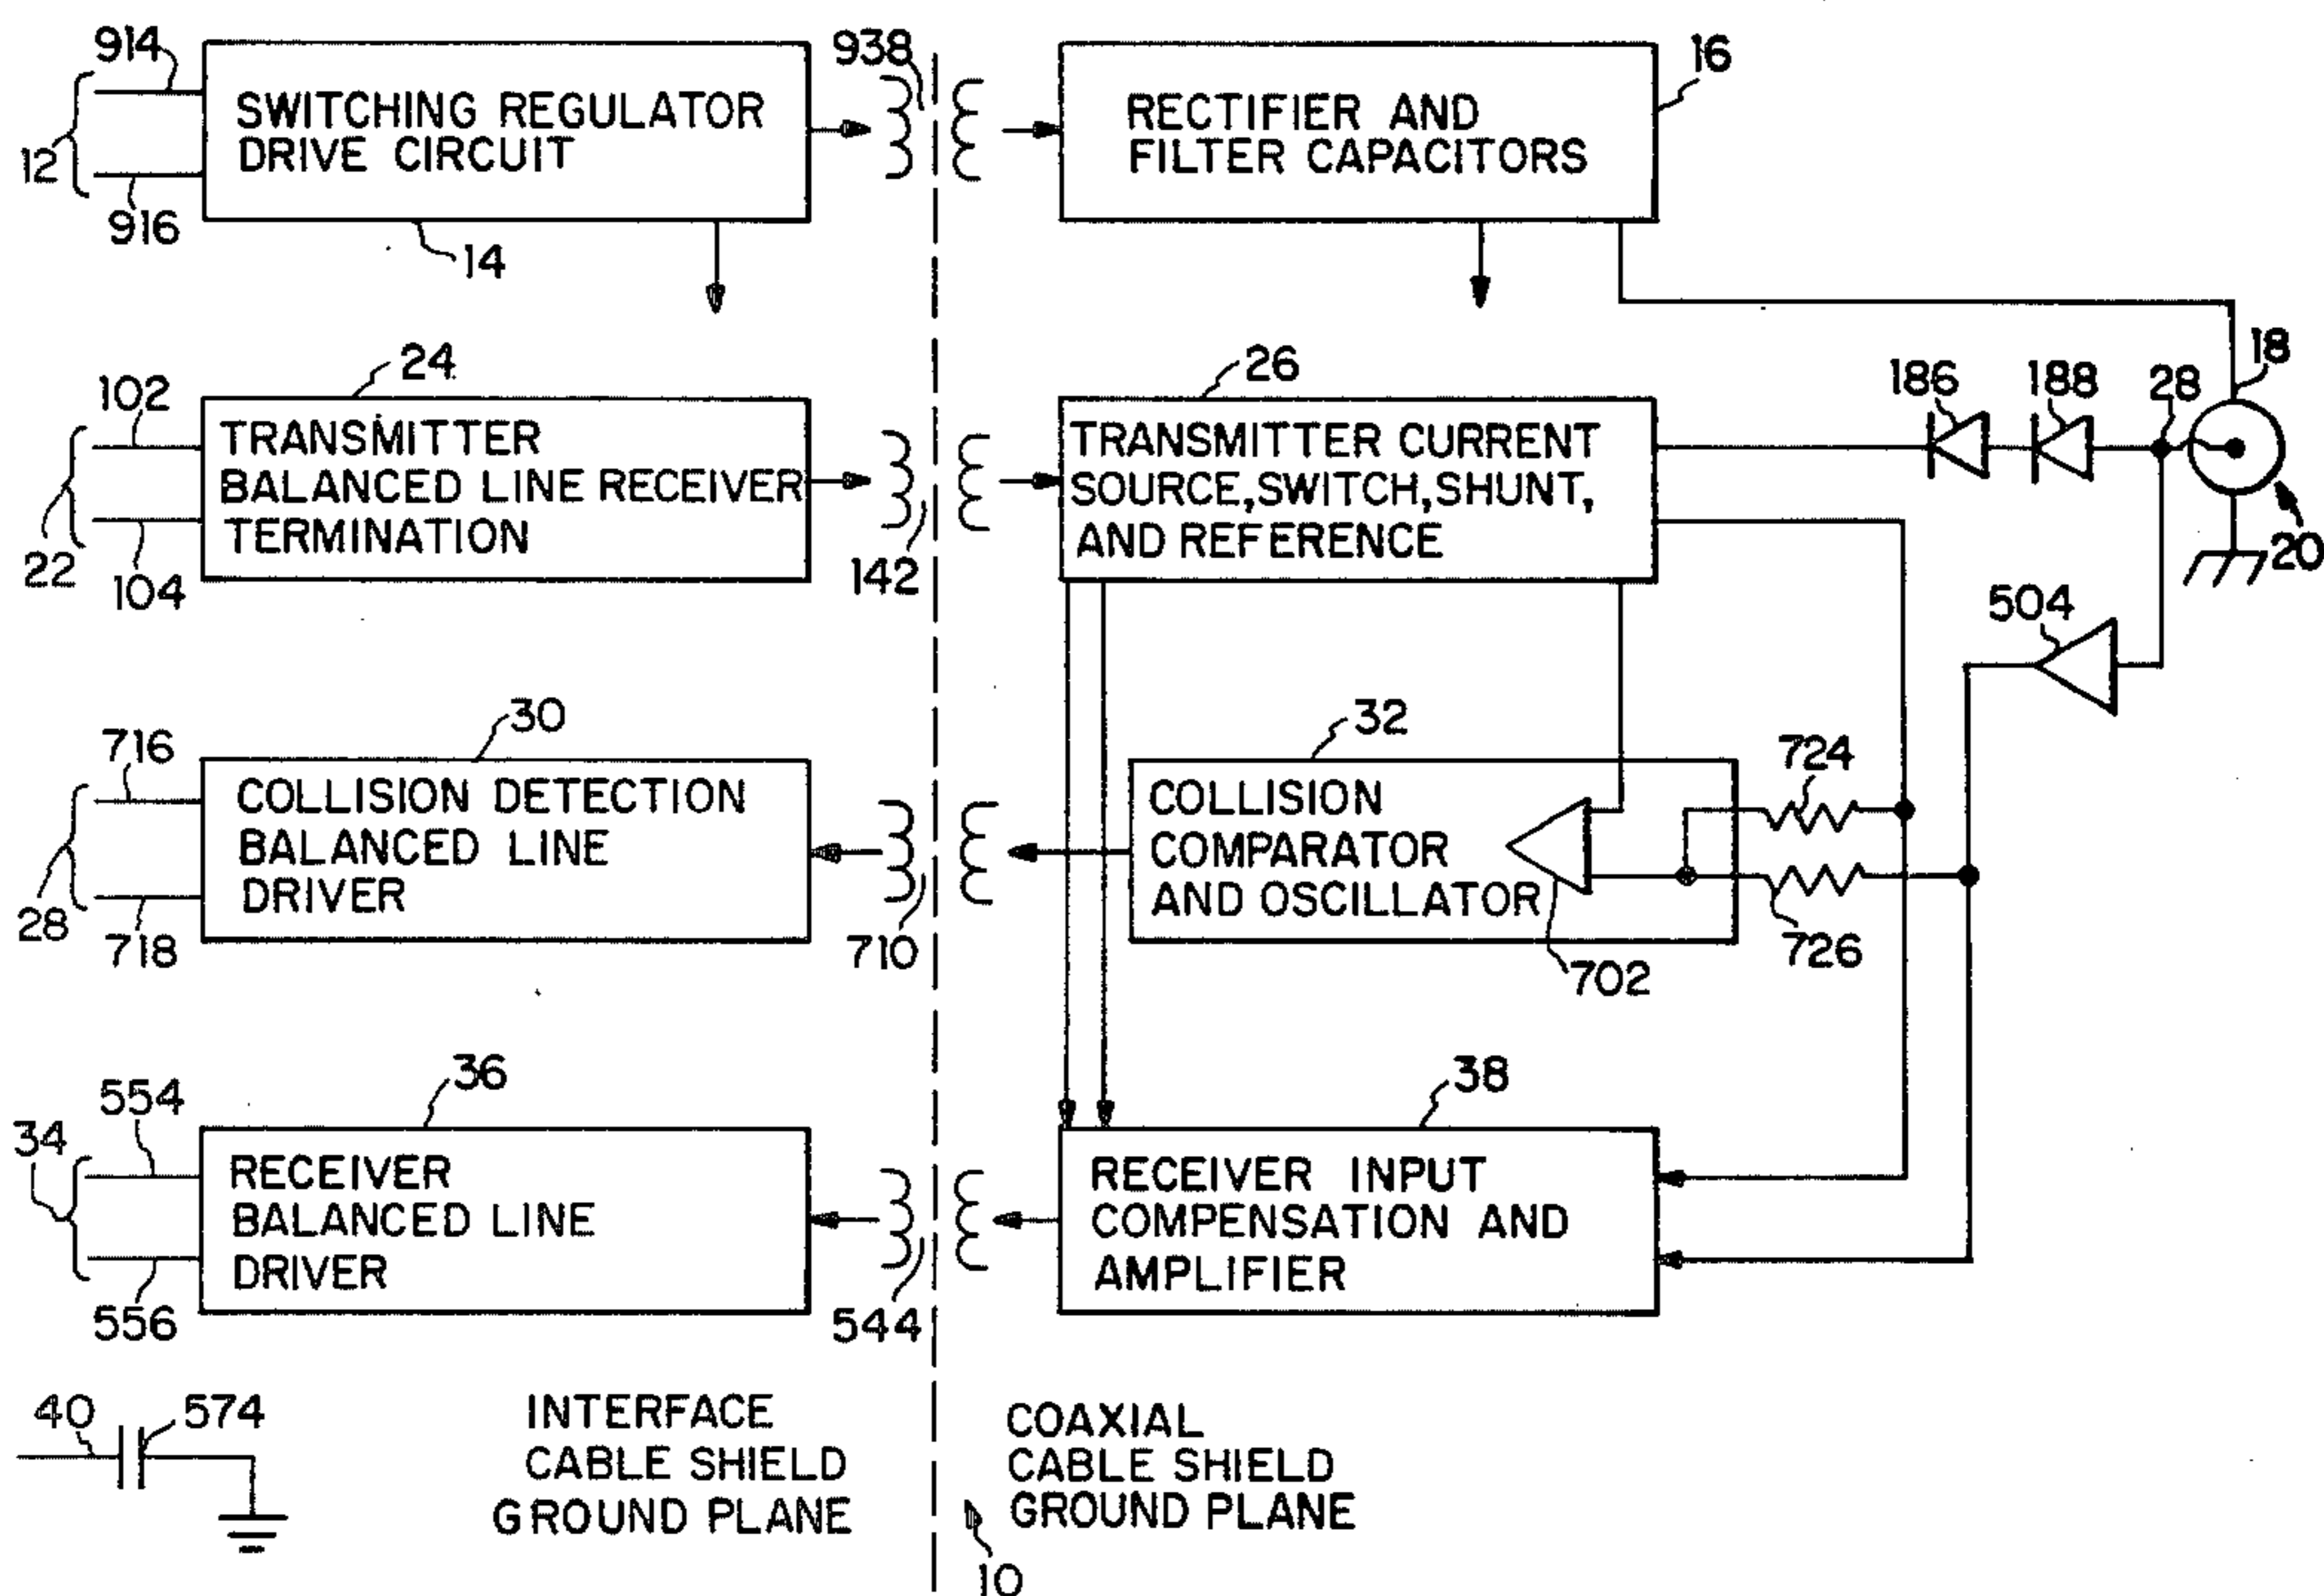 914
12
916
SWITCHING REGULATOR
DRIVE CIRCUIT
14
938
RECTIFIER AND
FILTER CAPACITORS
16
18
20
28
188
186
102
22
104
24
TRANSMITTER
BALANCED LINE RECEIVER
TERMINATION
142
26
TRANSMITTER CURRENT
SOURCE, SWITCH, SHUNT,
AND REFERENCE
504
716
28
718
30
COLLISION DETECTION
BALANCED LINE
DRIVER
710
32
COLLISION
COMPARATOR
AND OSCILLATOR
702
724
726
554
34
556
36
RECEIVER
BALANCED LINE
DRIVER
544
38
RECEIVER INPUT
COMPENSATION AND
AMPLIFIER
40
574
INTERFACE
CABLE SHIELD
GROUND PLANE
COAXIAL
CABLE SHIELD
GROUND PLANE
10